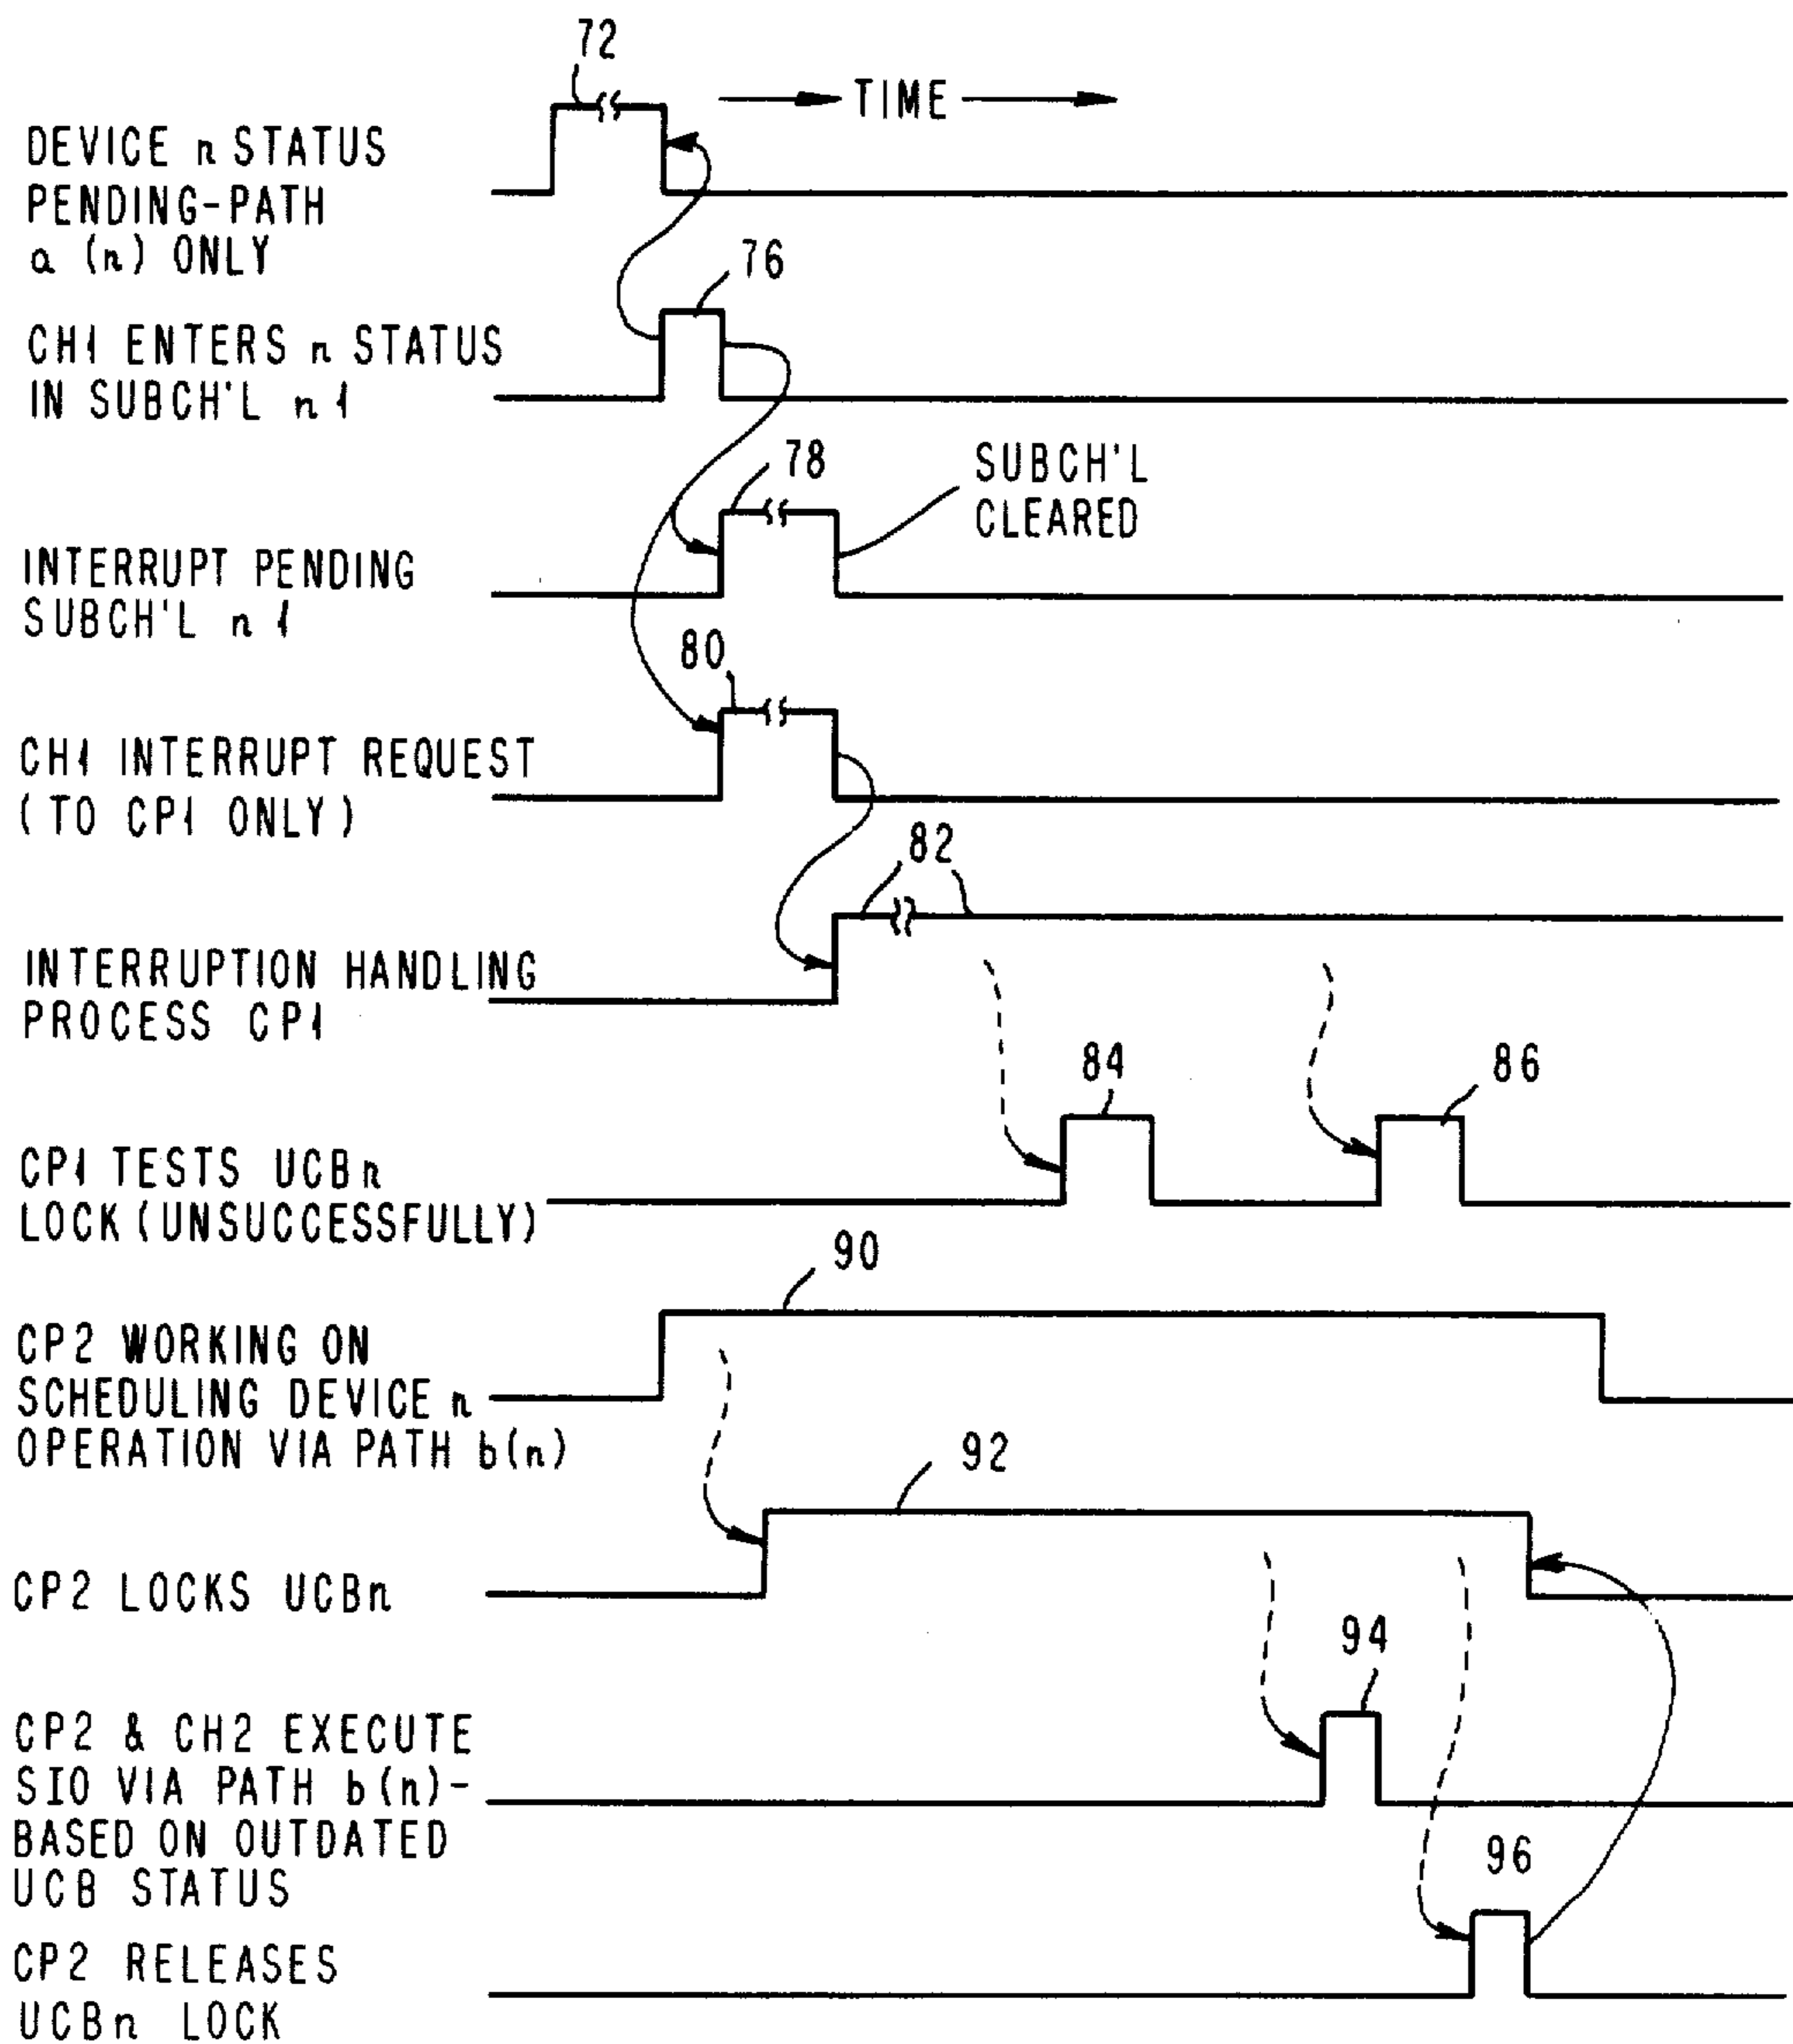 72
TIME
DEVICE n STATUS
PENDING-PATH
a (n) ONLY
76
CH1 ENTERS n STATUS
IN SUBCH'L n1
78
SUBCH'L
CLEARED
INTERRUPT PENDING
SUBCH'L n1
80
CH1 INTERRUPT REQUEST
(TO CP1 ONLY)
82
INTERRUPTION HANDLING
PROCESS CP1
84
86
CP1 TESTS UCBn
LOCK (UNSUCCESSFULLY)
90
CP2 WORKING ON
SCHEDULING DEVICE n
OPERATION VIA PATH b(n)
92
CP2 LOCKS UCBn
94
CP2 & CH2 EXECUTE
SIO VIA PATH b(n)-
BASED ON OUTDATED
UCB STATUS
96
CP2 RELEASES
UCBn LOCK